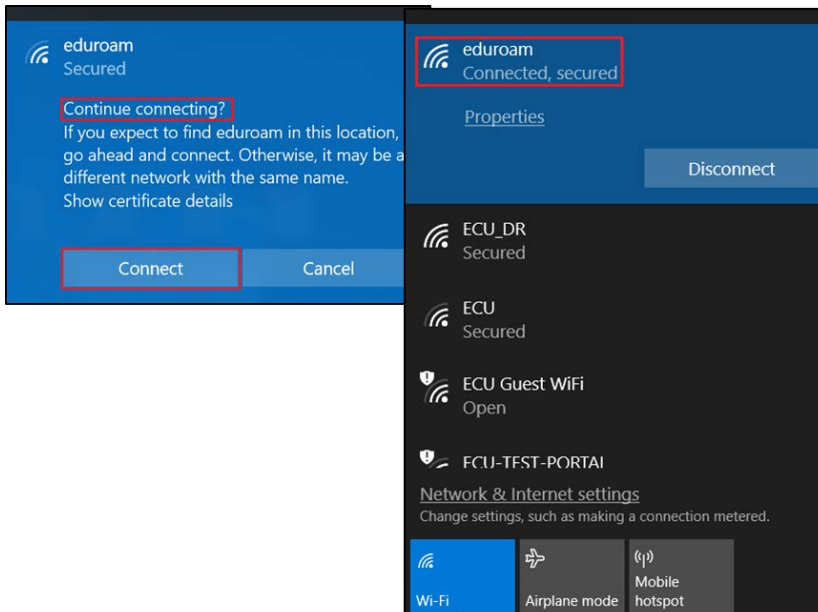 eduroam
Secured
Continue connecting?
If you expect to find eduroam in this location,
go ahead and connect. Otherwise, it may be a
different network with the same name.
Show certificate details
Connect
Cancel
eduroam
Connected, secured
Properties
Disconnect
ECU_DR
Secured
ECU
Secured
ECU Guest WiFi
Open
ECU-TEST-PORTAL
Network & Internet settings
Change settings, such as making a connection metered.
Wi-Fi
Airplane mode
Mobile
hotspot